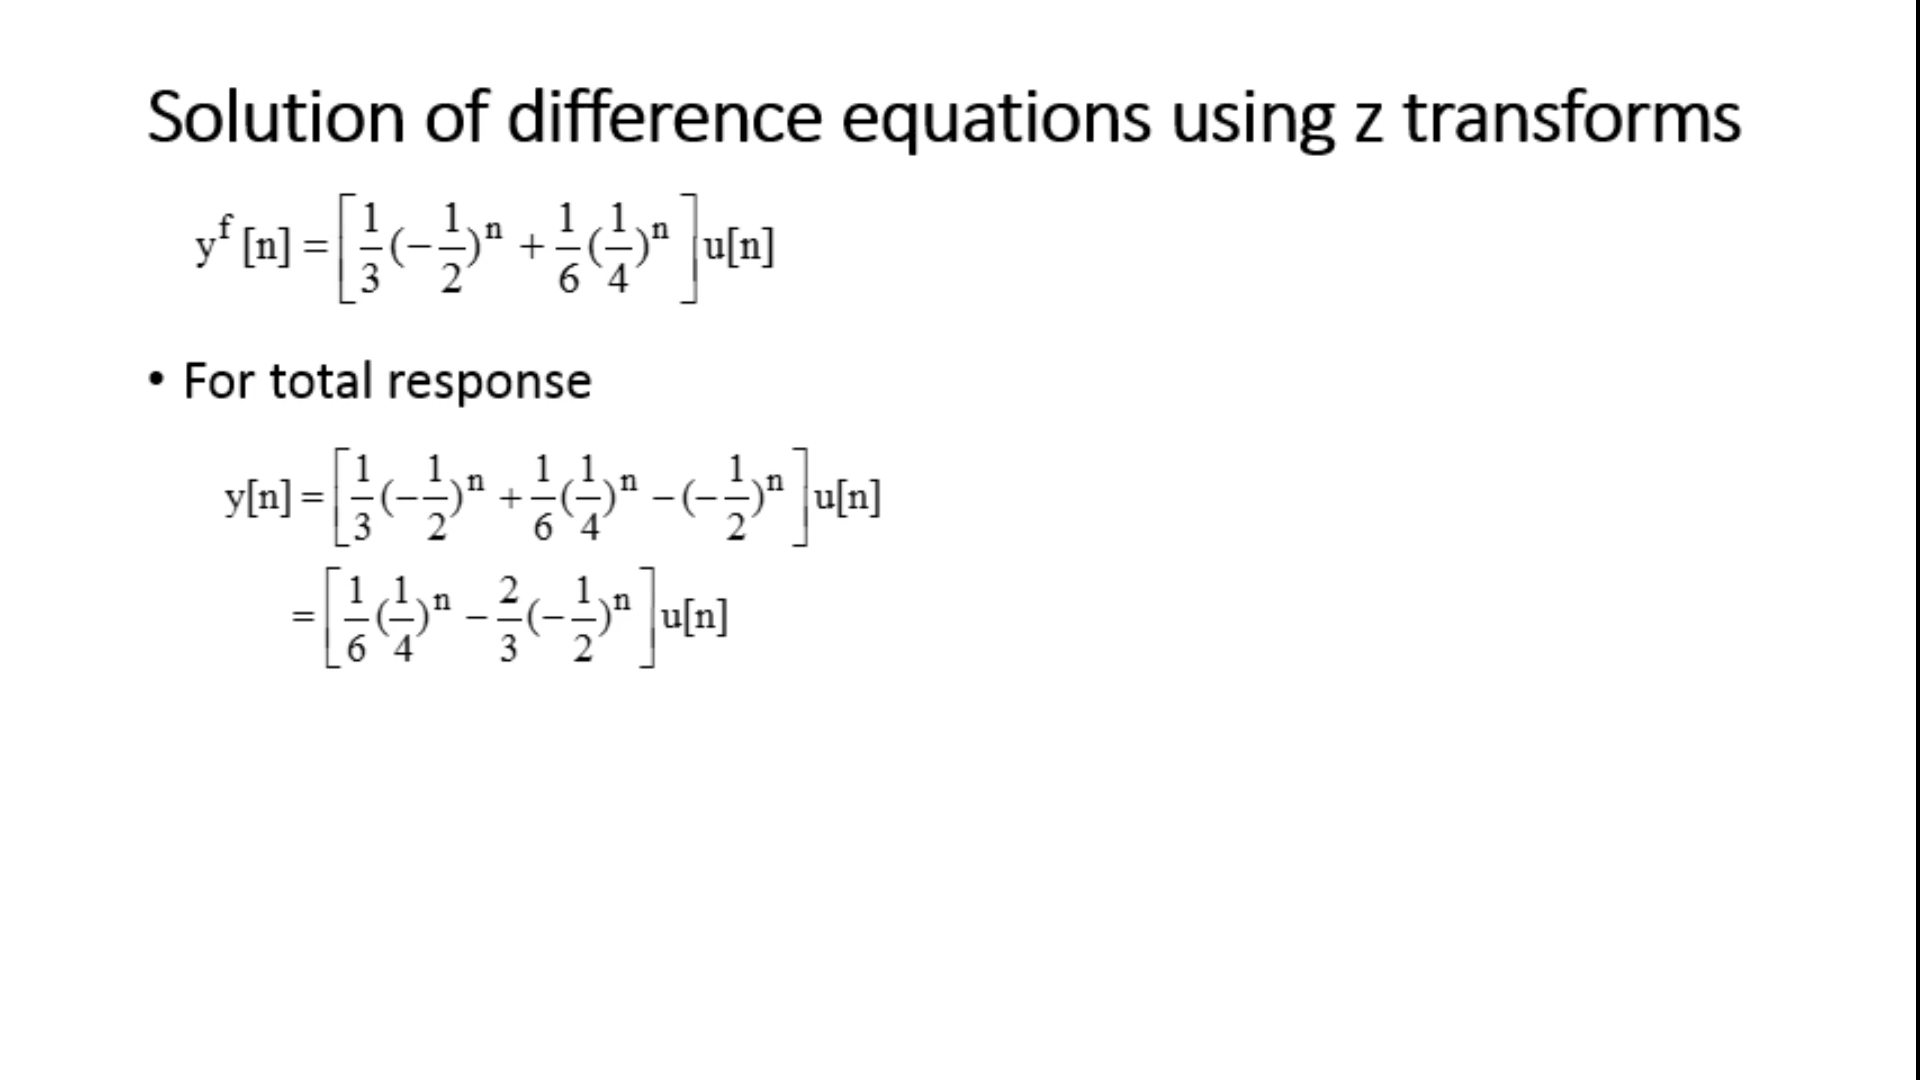 Solution of difference equations using z transforms
y^f [n] = [ 1/3 (−1/2)^n + 1/6 (1/4)^n ] u[n]
• For total response
y[n] = [ 1/3 (−1/2)^n + 1/6 (1/4)^n − (−1/2)^n ] u[n]
= [ 1/6 (1/4)^n − 2/3 (−1/2)^n ] u[n]